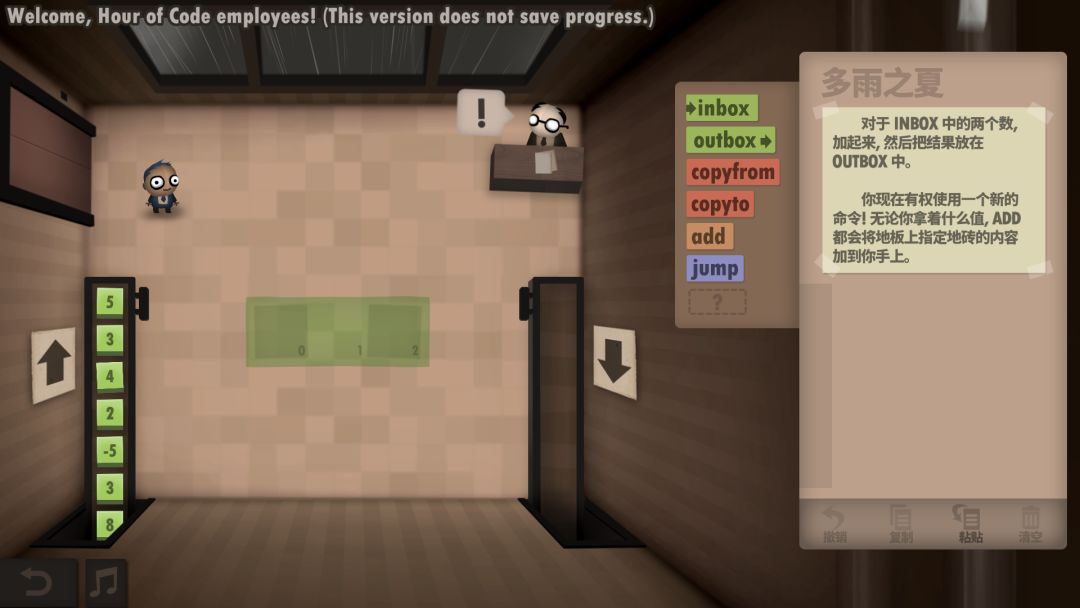 Welcome, Hour of Code employees! (This version does not save progress.)
!
inbox
outbox
copyfrom
copyto
add
jump
?
多雨之夏
对于 INBOX 中的两个数,
加起来, 然后把结果放在
OUTBOX 中。
你现在有权使用一个新的
命令! 无论你拿着什么值, ADD
都会将地板上指定地砖的内容
加到你手上。
5
3
4
2
-5
3
8
0
1
2
撤销
复制
粘贴
清空